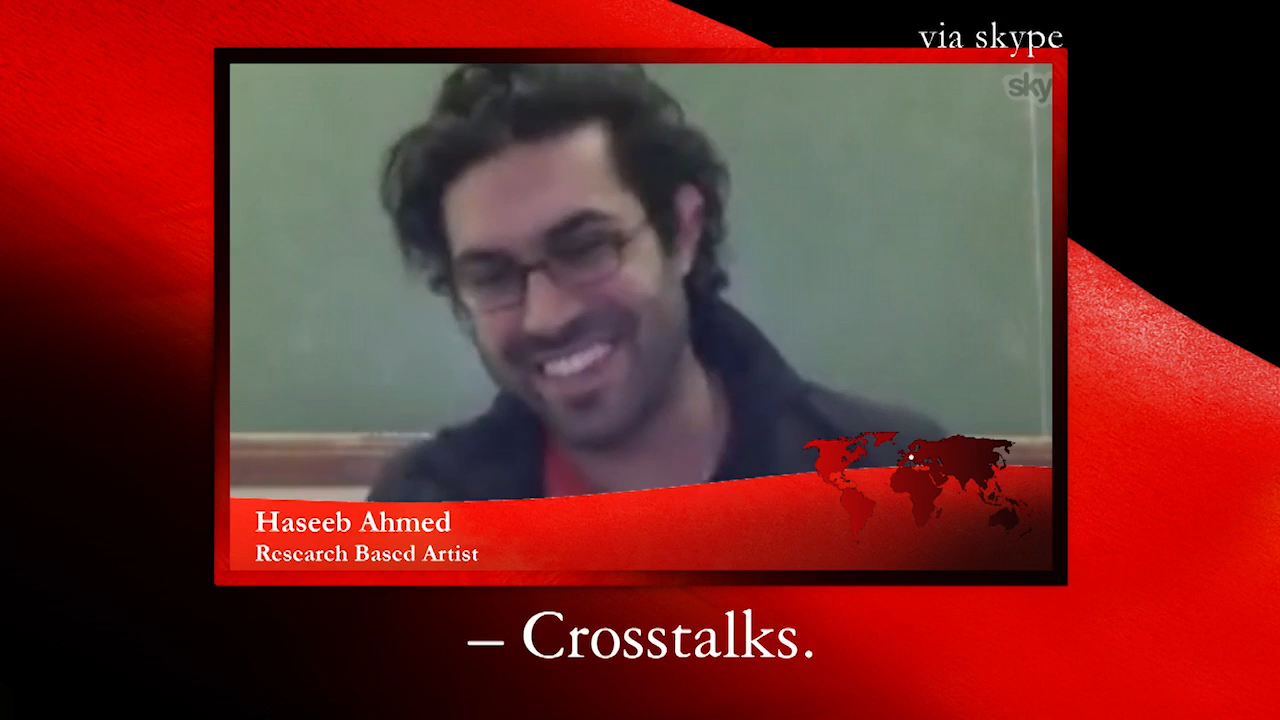 via skype
sky
Haseeb Ahmed
Research Based Artist
– Crosstalks.